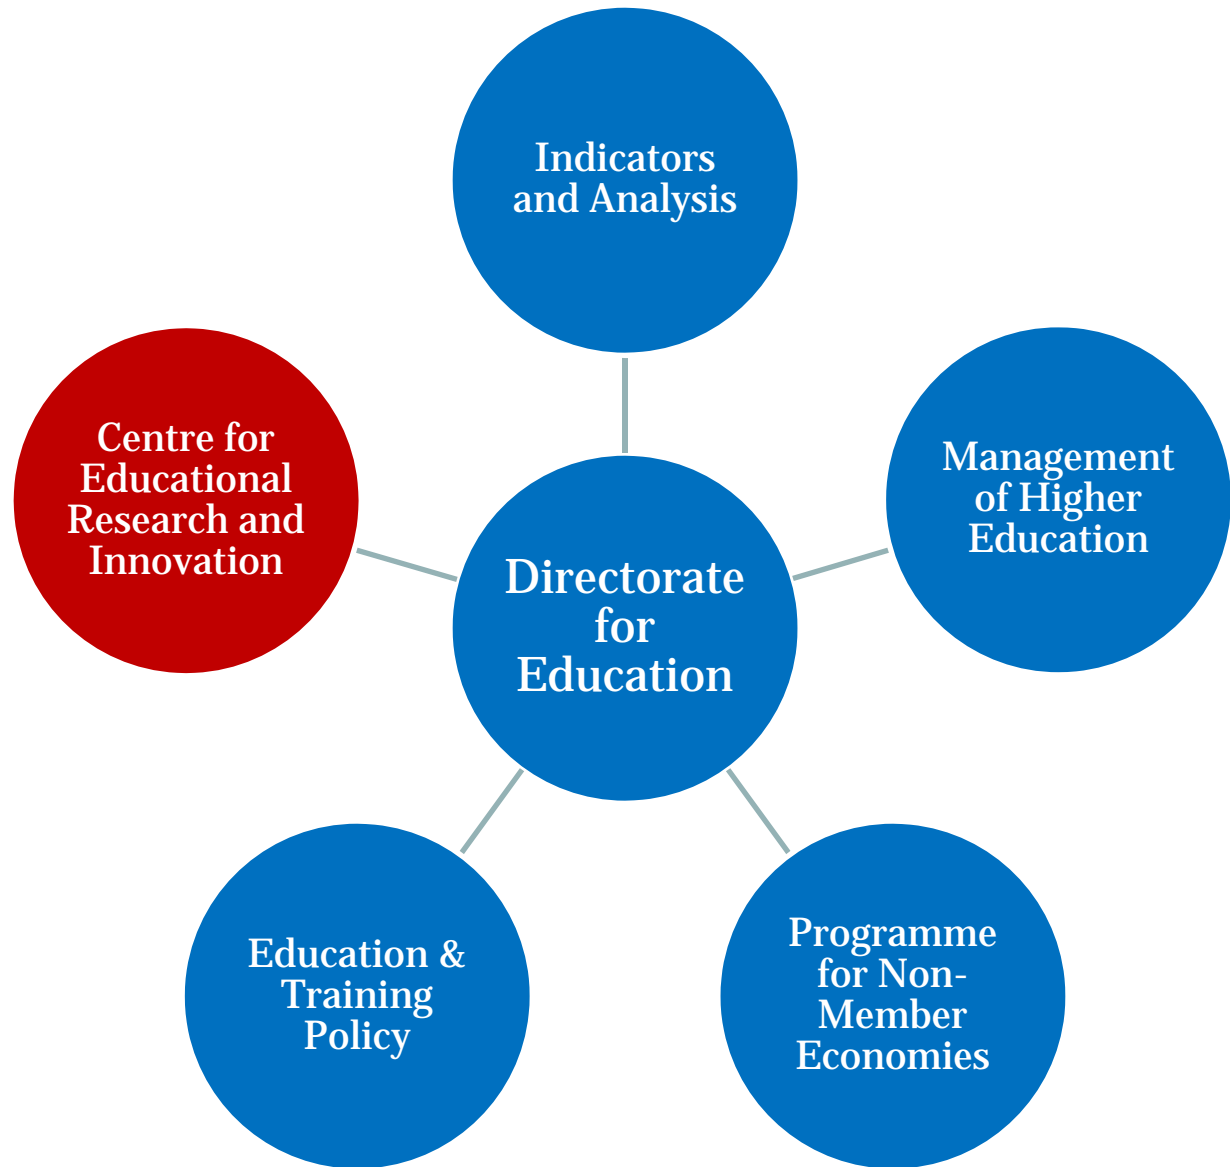 Indicators
and Analysis
Centre for
Educational
Research and
Innovation
Management
of Higher
Education
Directorate
for
Education
Education &
Training
Policy
Programme
for Non-
Member
Economies